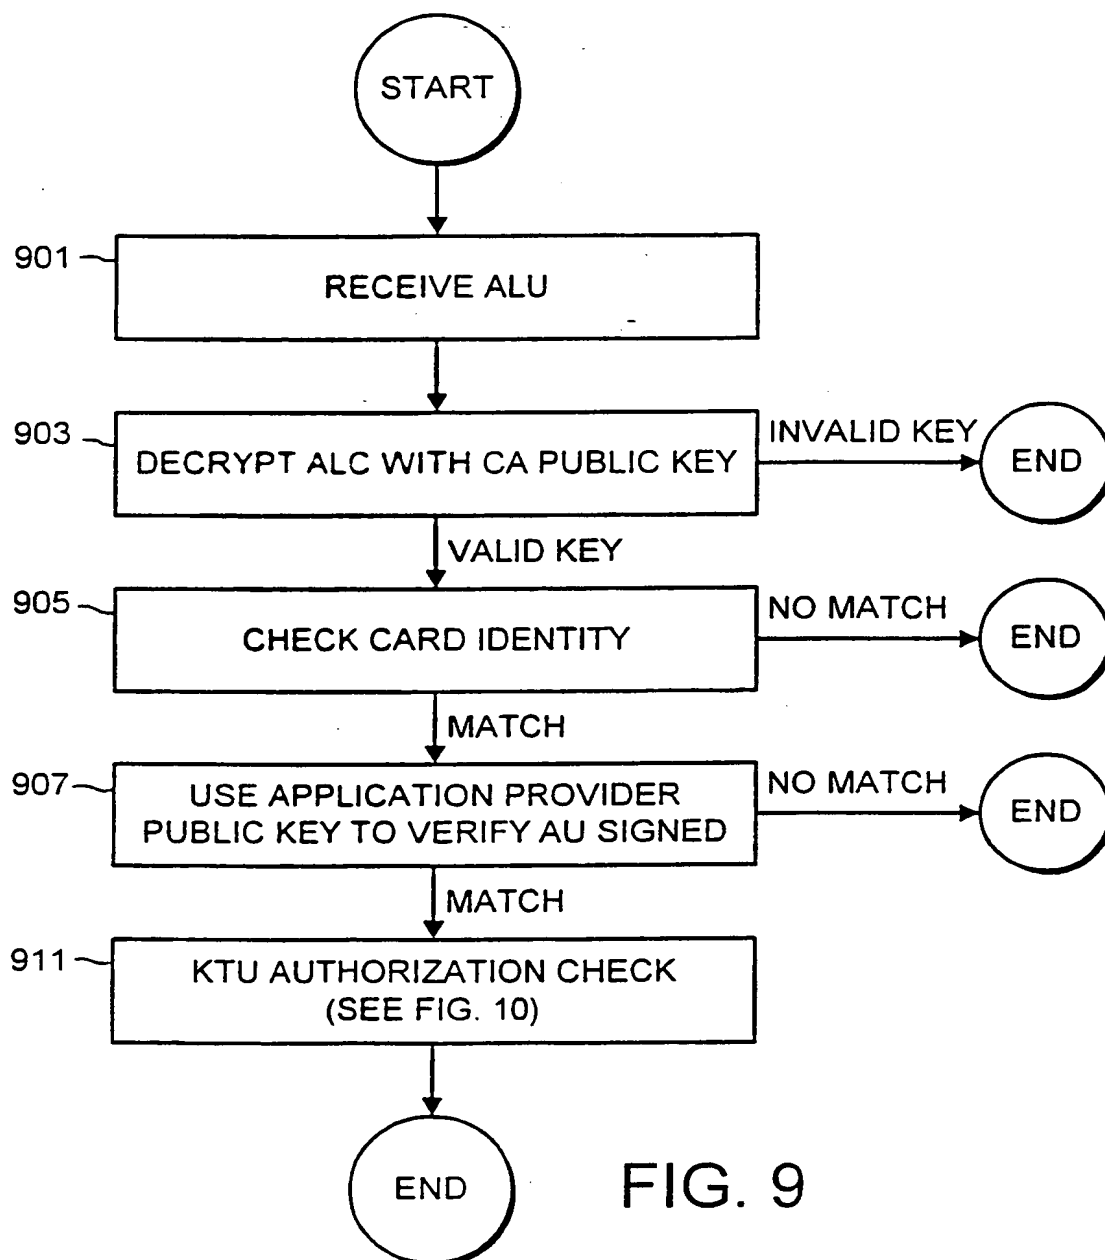 START
901
RECEIVE ALU
903
DECRYPT ALC WITH CA PUBLIC KEY
INVALID KEY
END
VALID KEY
905
CHECK CARD IDENTITY
NO MATCH
END
MATCH
907
USE APPLICATION PROVIDER
PUBLIC KEY TO VERIFY AU SIGNED
NO MATCH
END
MATCH
911
KTU AUTHORIZATION CHECK
(SEE FIG. 10)
END
FIG. 9